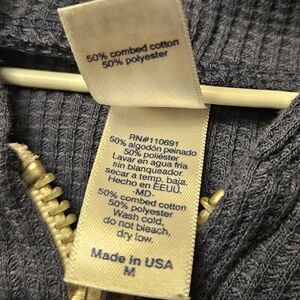 50% combed cotton
50% polyester
RN#110691
50% algodón peinado
50% poliéster
Lavar en agua fria
sin blanqueador.
secar a temp. baja.
Hecho en EEUU.
-MD-
50% combed cotton
50% polyester
Wash cold,
do not bleach,
dry low.
Made in USA
M